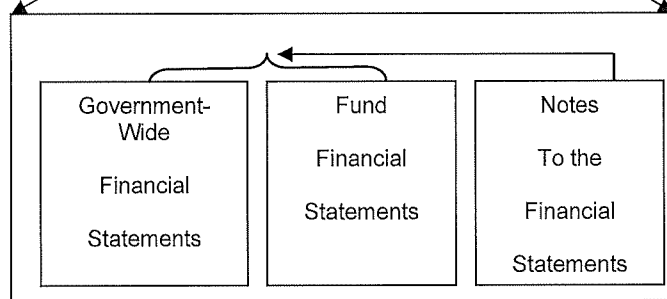 Government-
Wide
Financial
Statements
Fund
Financial
Statements
Notes
To the
Financial
Statements